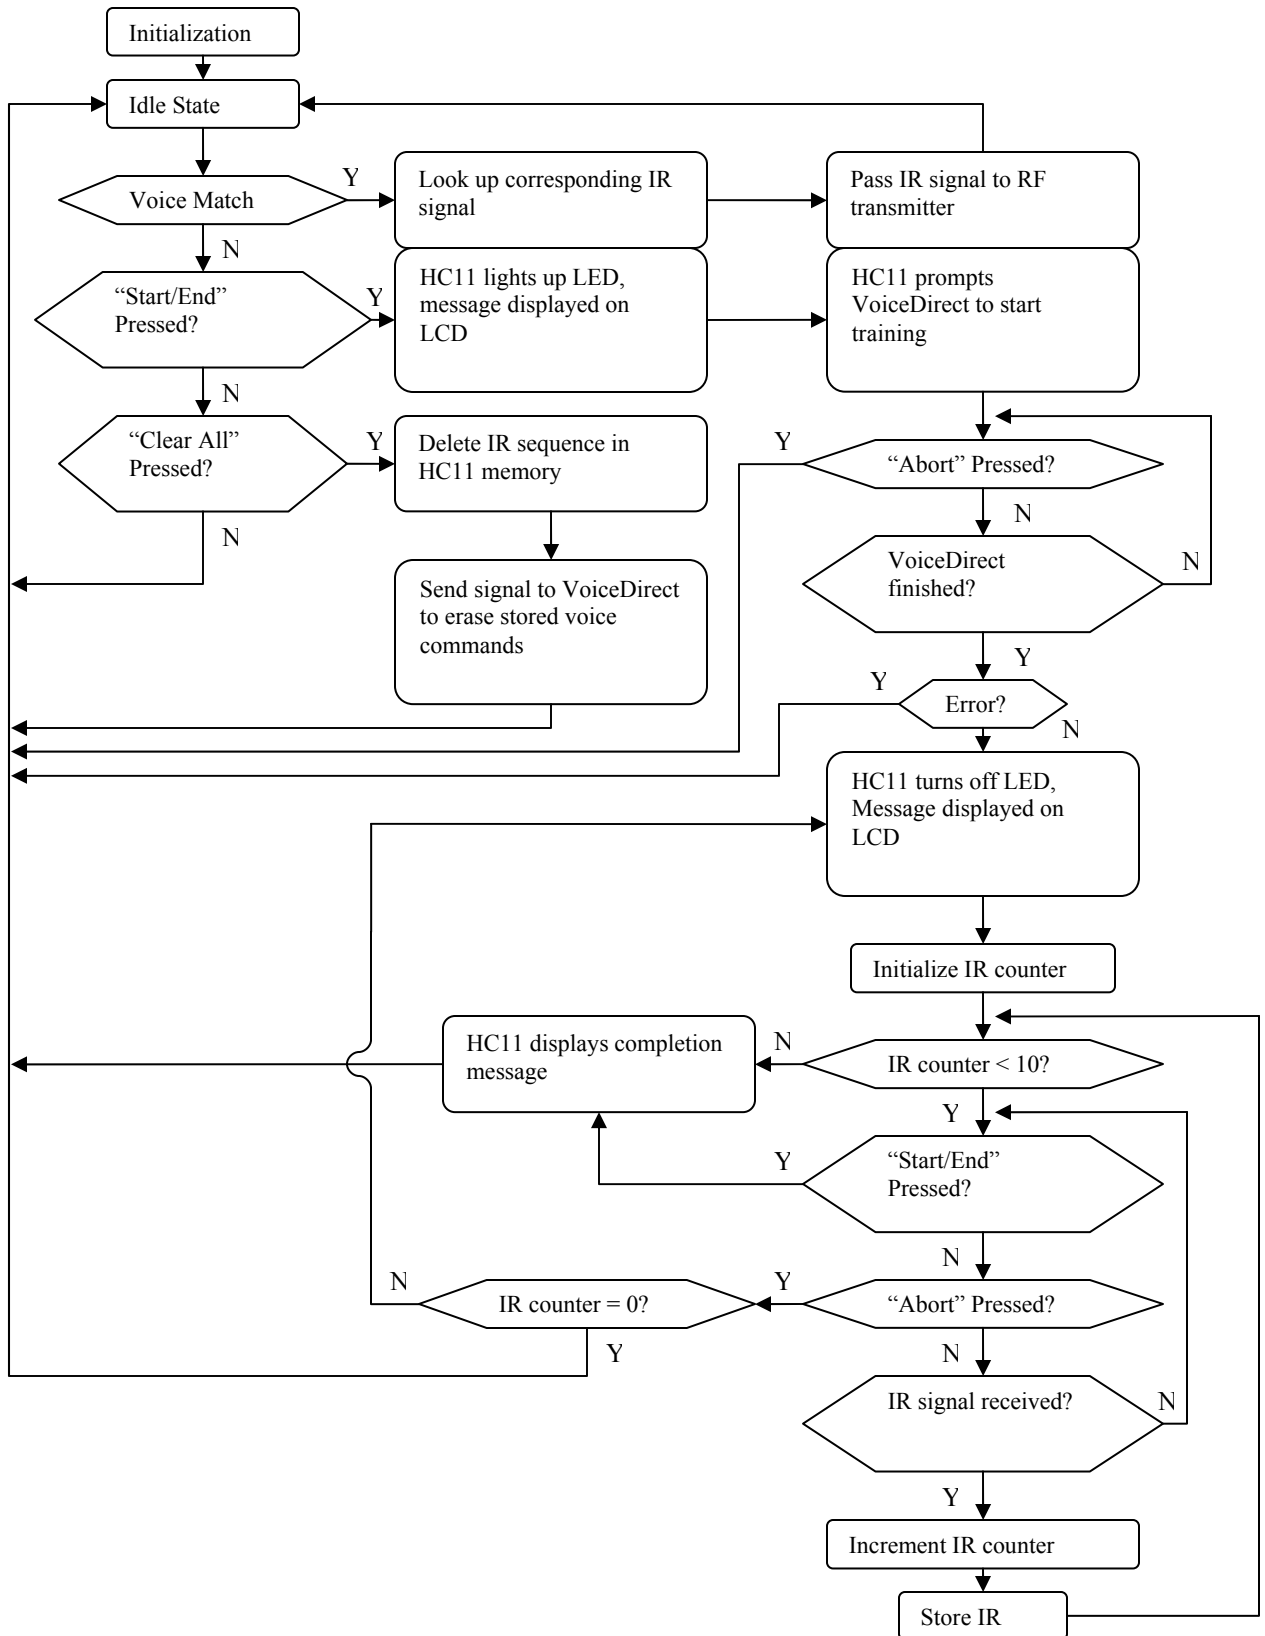 Initialization
Idle State
Voice Match
Y
Look up corresponding IR
signal
Pass IR signal to RF
transmitter
N
“Start/End”
Pressed?
Y
HC11 lights up LED,
message displayed on
LCD
HC11 prompts
VoiceDirect to start
training
N
“Clear All”
Pressed?
Y
Delete IR sequence in
HC11 memory
Y
“Abort” Pressed?
N
N
VoiceDirect
finished?
N
Send signal to VoiceDirect
to erase stored voice
commands
Y
Y
Error?
N
HC11 turns off LED,
Message displayed on
LCD
Initialize IR counter
HC11 displays completion
message
N
IR counter < 10?
Y
“Start/End”
Pressed?
Y
N
N
IR counter = 0?
Y
“Abort” Pressed?
Y
N
IR signal received?
N
Y
Increment IR counter
Store IR